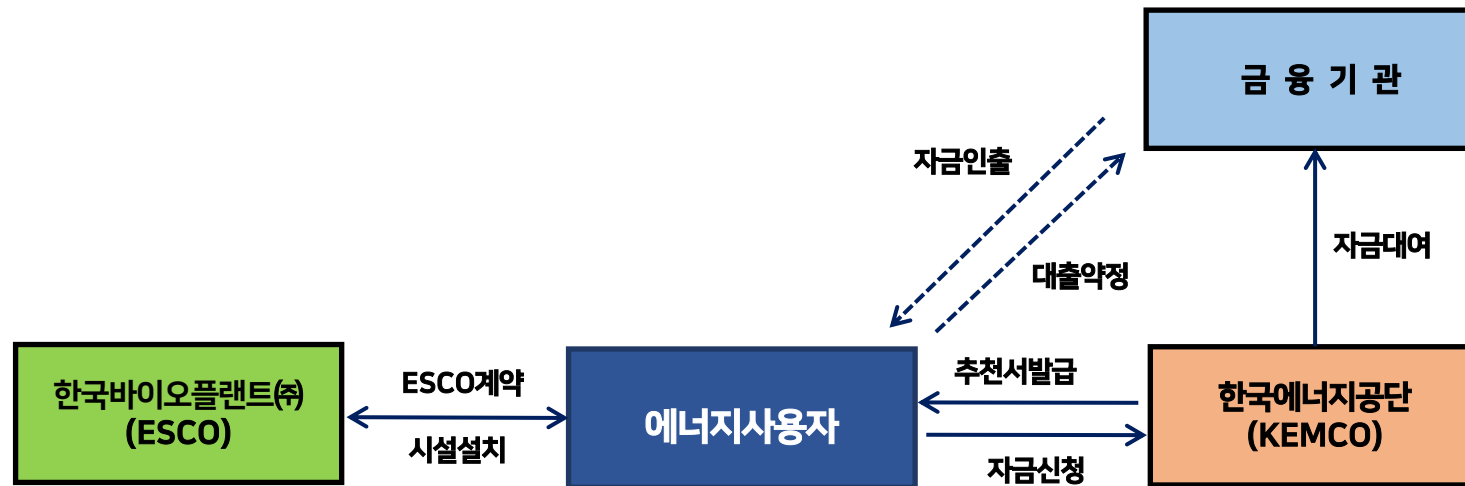 금 융 기 관
자금인출
자금대여
대출약정
한국바이오플랜트㈜
(ESCO)
ESCO계약
시설설치
에너지사용자
추천서발급
자금신청
한국에너지공단
(KEMCO)